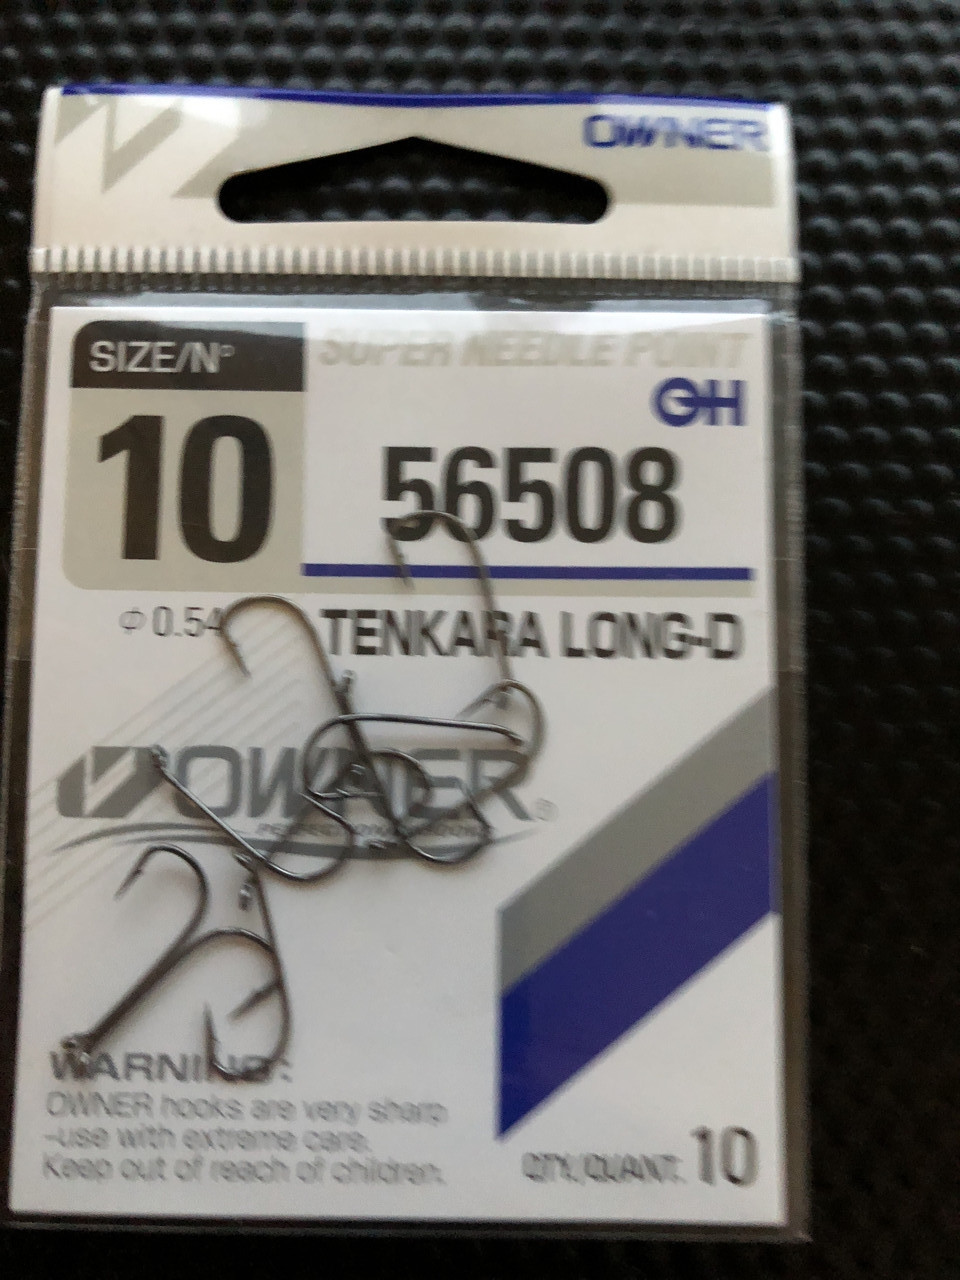 OWNER
SIZE/Nº
SUPER NEEDLE POINT
10
56508
φ 0.54
TENKARA LONG-D
OWNER®
WARNING:
OWNER hooks are very sharp
-use with extreme care.
Keep out of reach of children.
QTY./QUANT. 10